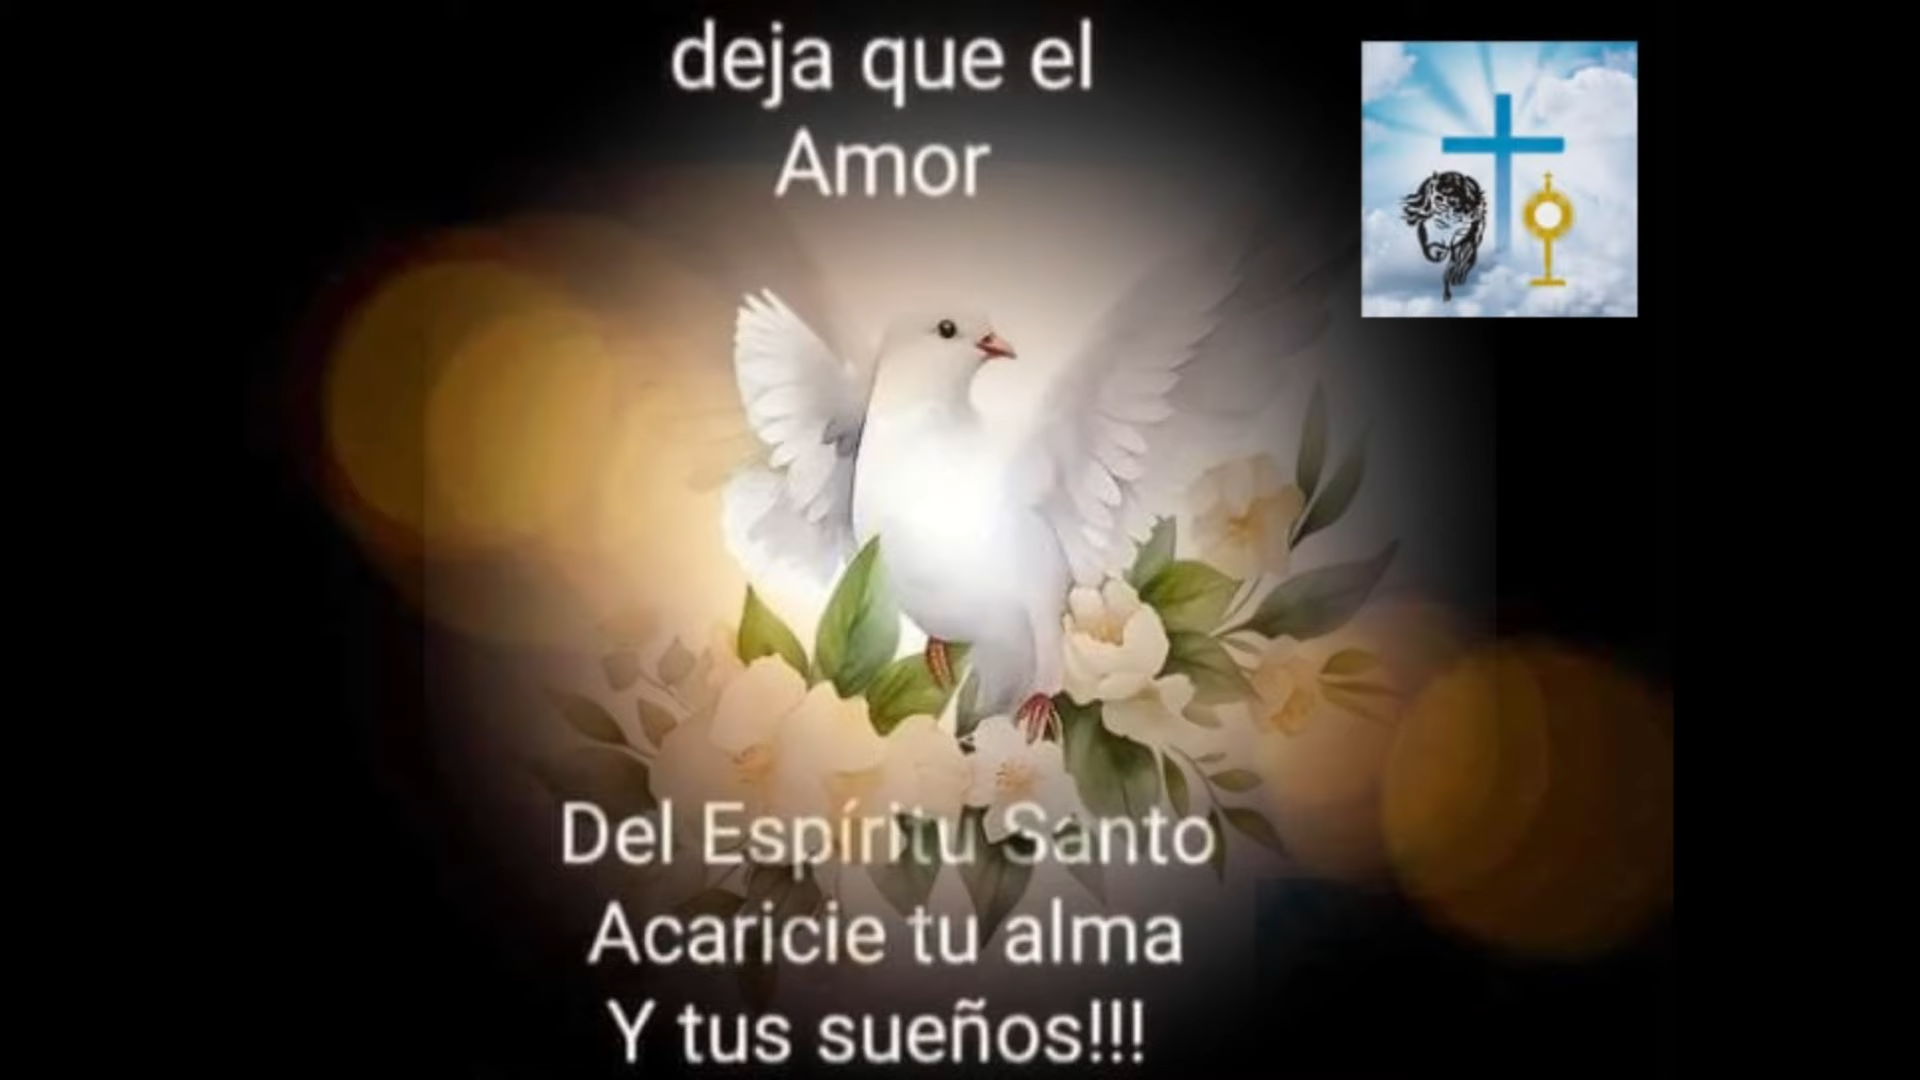 deja que el
Amor
Del Espíritu Santo
Acaricie tu alma
Y tus sueños!!!